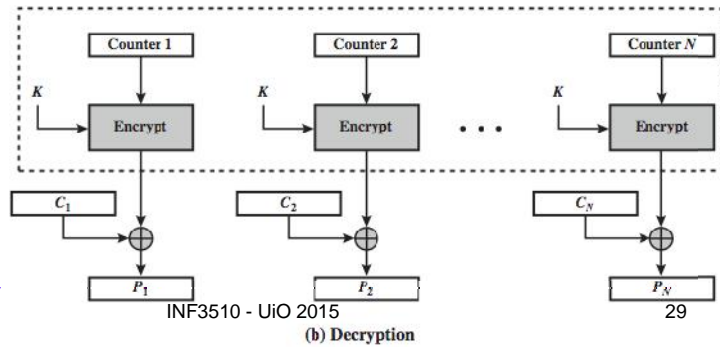 Counter 1 Counter 2 Counter N
K K K
Encrypt Encrypt • • • Encrypt
C1 C2 CN
P1 P2 PN
INF3510 - UiO 2015 29
(b) Decryption